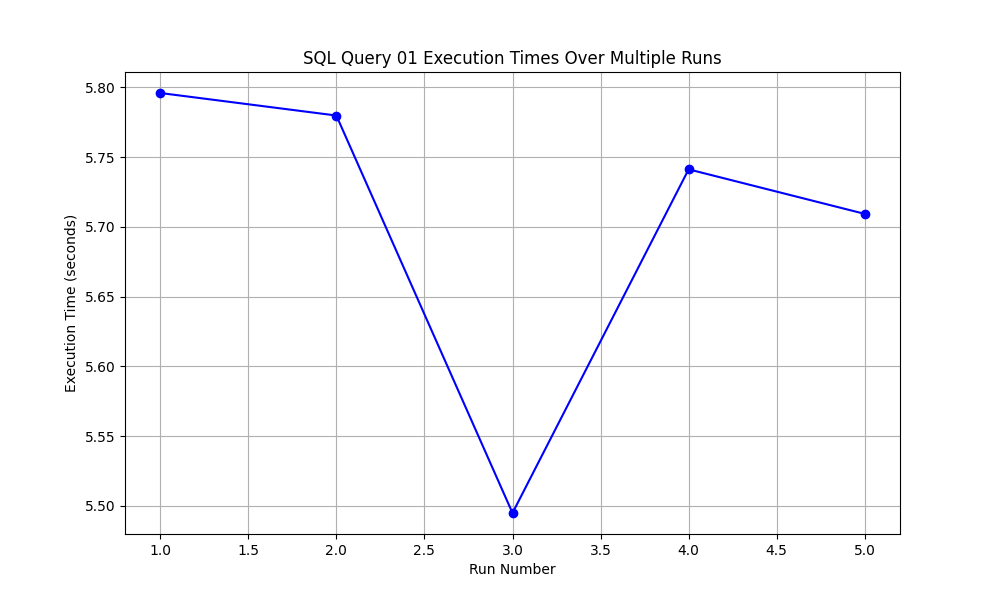 SQL Query 01 Execution Times Over Multiple Runs
Execution Time (seconds)
5.80
5.75
5.70
5.65
5.60
5.55
5.50
1.0 1.5 2.0 2.5 3.0 3.5 4.0 4.5 5.0
Run Number